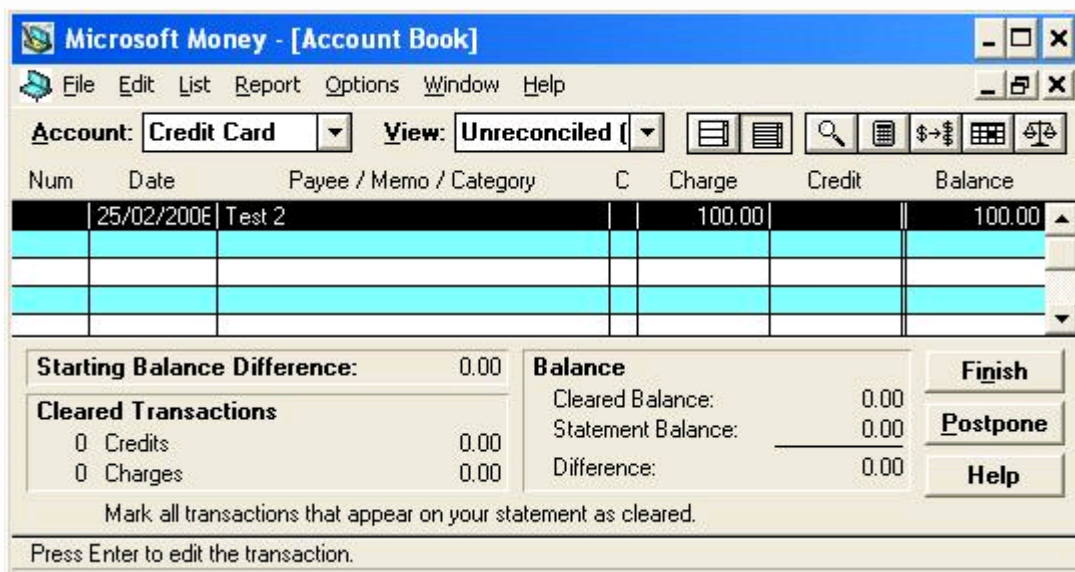 Microsoft Money - [Account Book]
File Edit List Report Options Window Help
Account: Credit Card View: Unreconciled (
Num Date Payee / Memo / Category C Charge Credit Balance
25/02/2006 Test 2 100.00 100.00
Starting Balance Difference: 0.00
Cleared Transactions
0 Credits 0.00
0 Charges 0.00
Balance
Cleared Balance: 0.00
Statement Balance: 0.00
Difference: 0.00
Finish
Postpone
Help
Mark all transactions that appear on your statement as cleared.
Press Enter to edit the transaction.